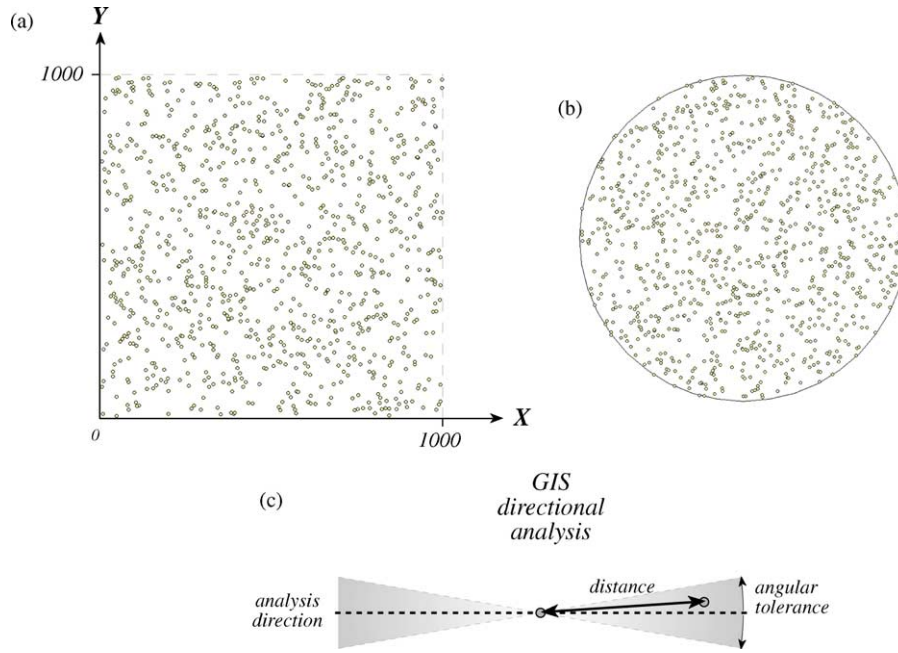 (a)
Y
1000
0
1000
X
(b)
(c)
GIS
directional
analysis
analysis
direction
distance
angular
tolerance